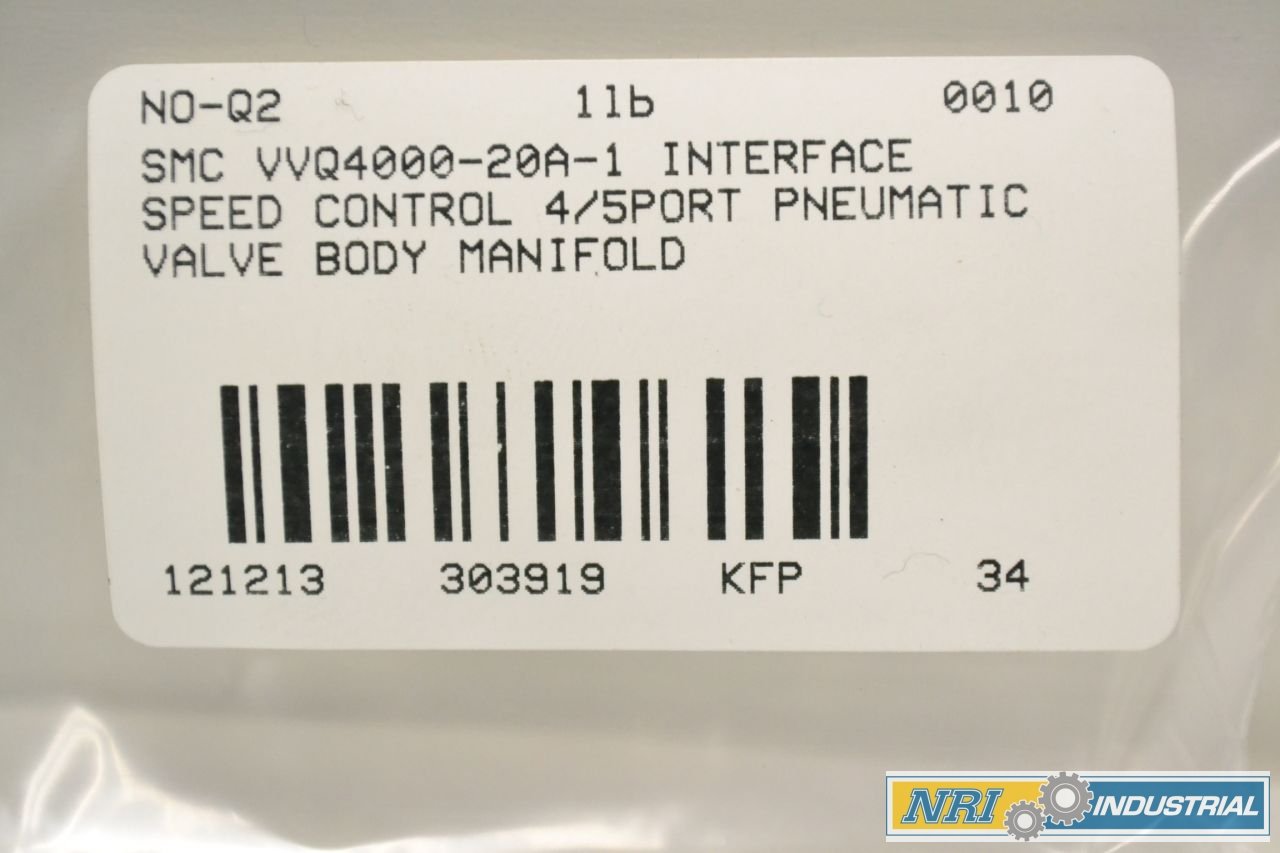 NO-Q2 1lb 0010
SMC VVQ4000-20A-1 INTERFACE
SPEED CONTROL 4/5PORT PNEUMATIC
VALVE BODY MANIFOLD
121213 303919 KFP 34
NRI INDUSTRIAL